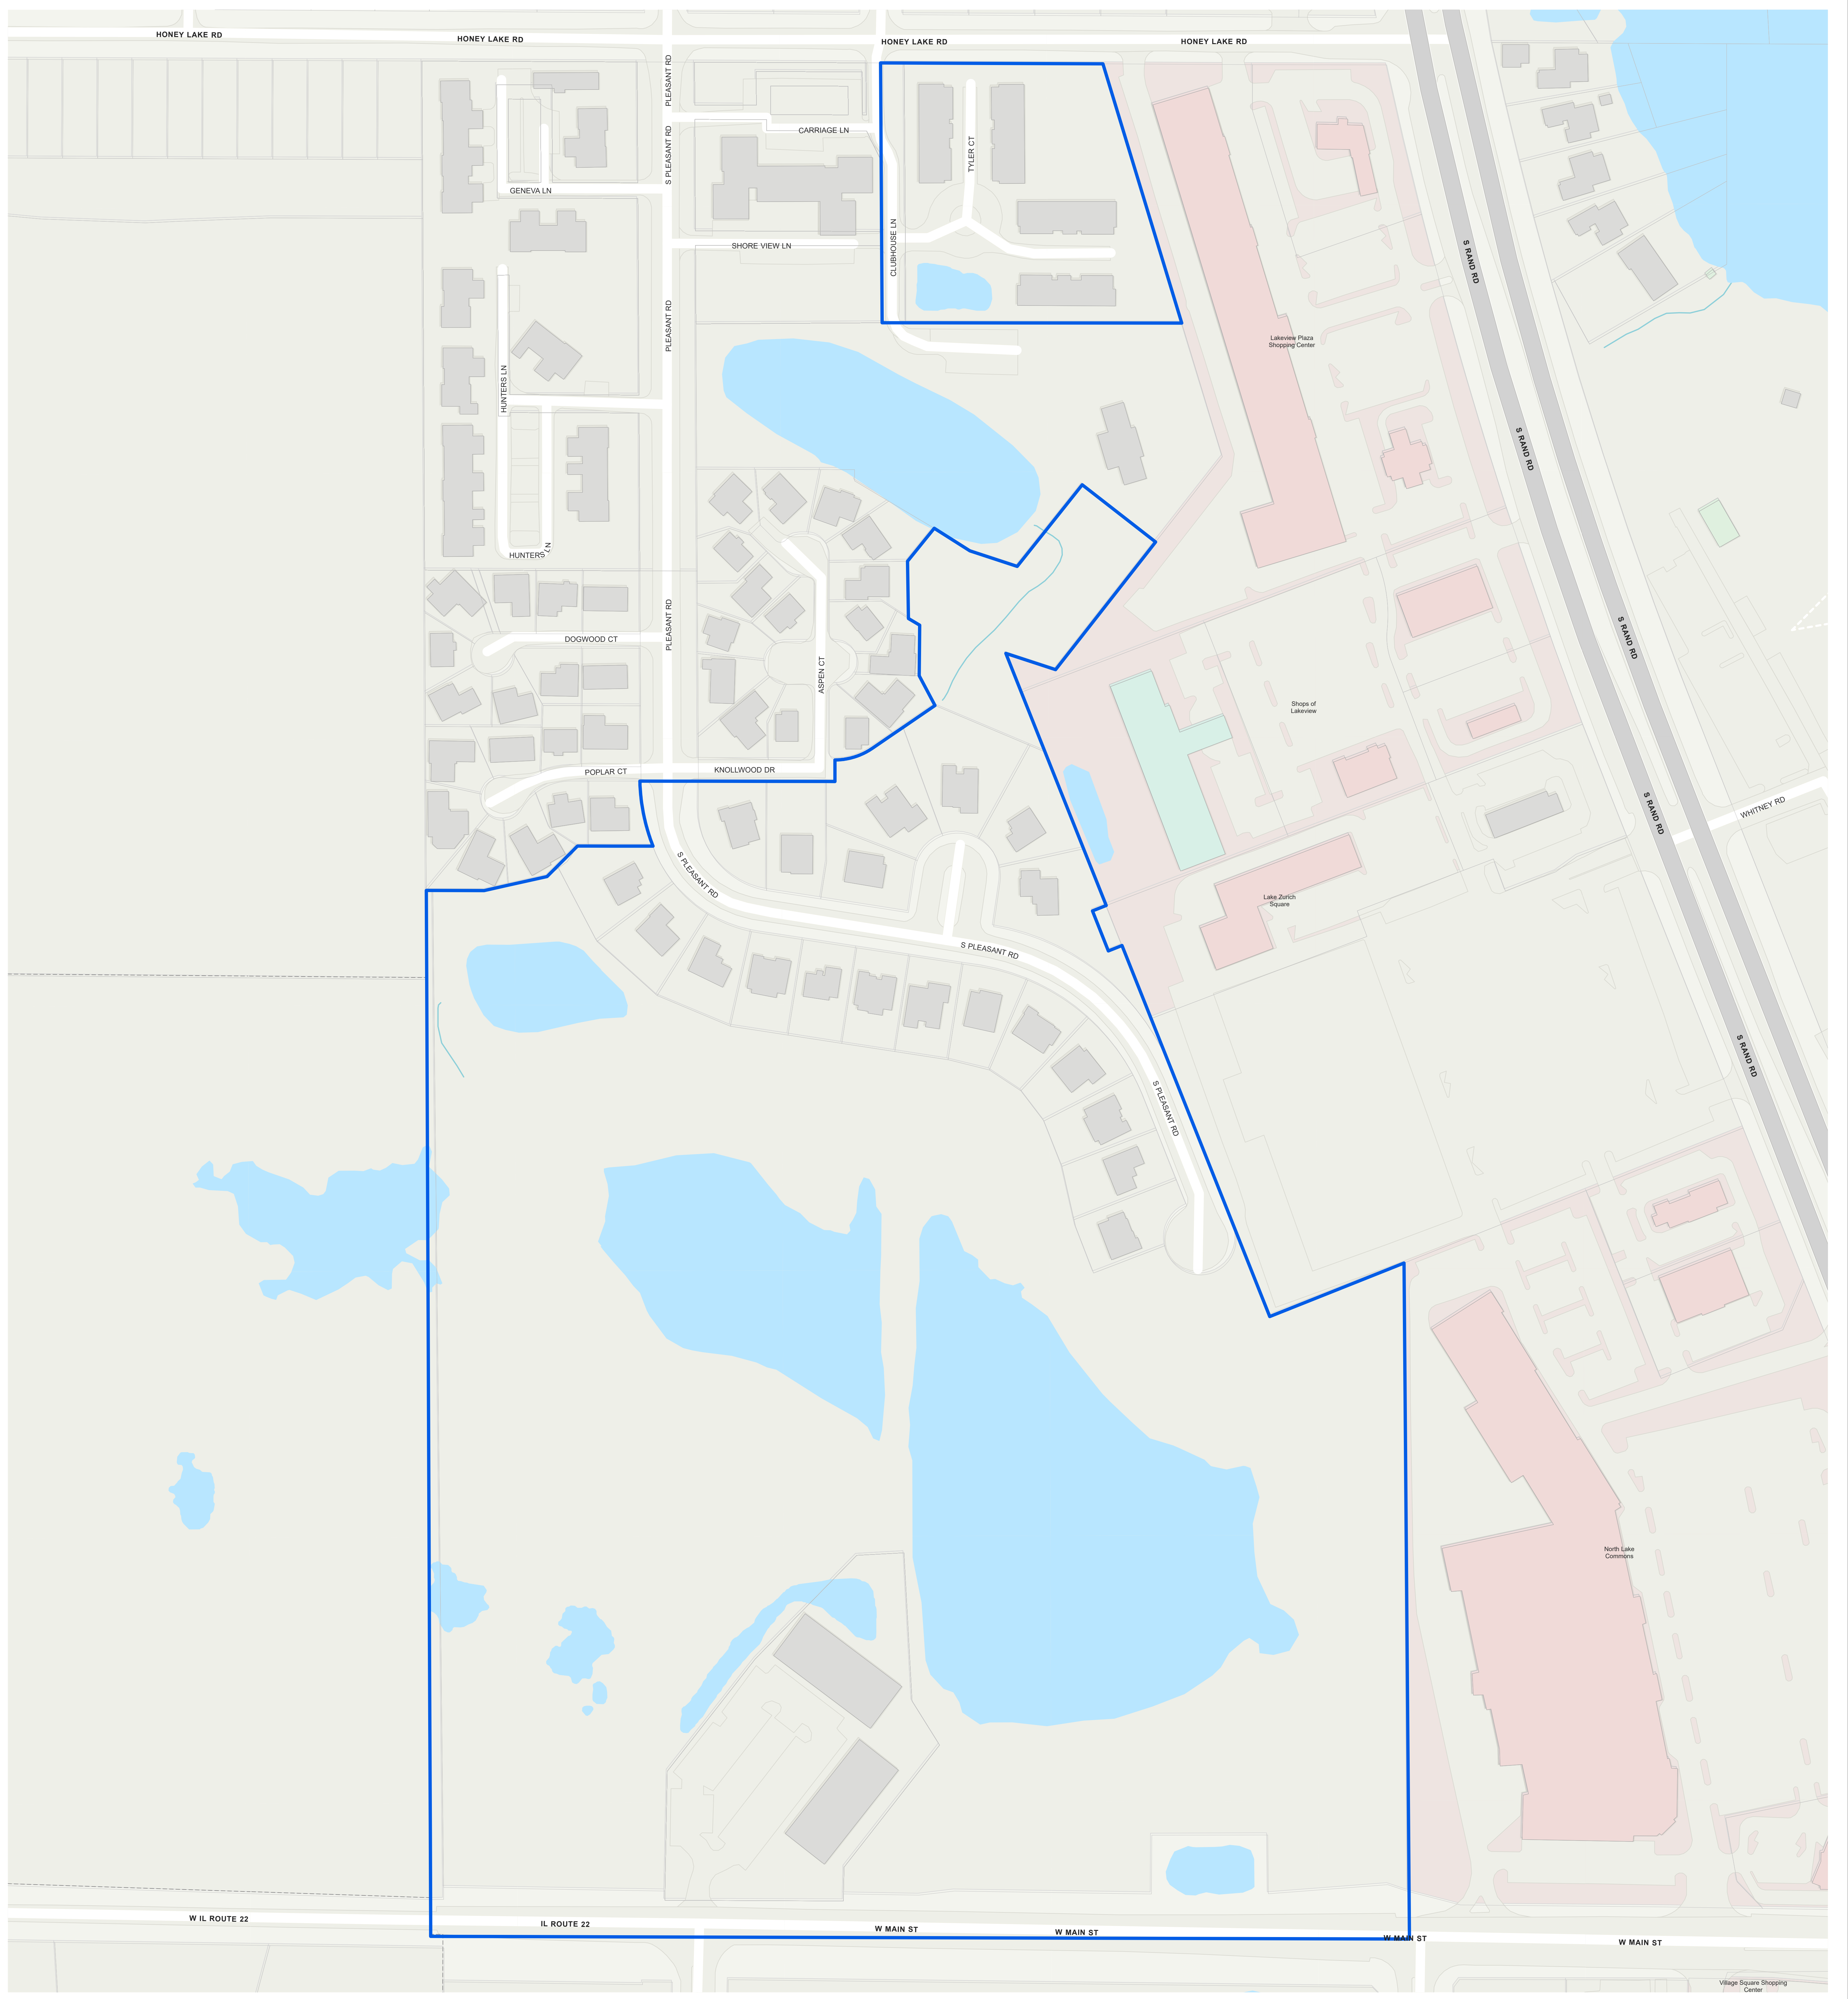 HONEY LAKE RD
HONEY LAKE RD
HONEY LAKE RD
HONEY LAKE RD
PLEASANT RD
S PLEASANT RD
CARRIAGE LN
TYLER CT
GENEVA LN
SHORE VIEW LN
CLUBHOUSE LN
S RAND RD
PLEASANT RD
Lakeview Plaza
Shopping Center
HUNTERS LN
S RAND RD
HUNTERS LN
PLEASANT RD
DOGWOOD CT
ASPEN CT
S RAND RD
Shops of
Lakeview
POPLAR CT
KNOLLWOOD DR
S RAND RD
WHITNEY RD
S PLEASANT RD
Lake Zurich
Square
S PLEASANT RD
S RAND RD
S PLEASANT RD
North Lake
Commons
W IL ROUTE 22
IL ROUTE 22
W MAIN ST
W MAIN ST
W MAIN ST
W MAIN ST
Village Square Shopping
Center